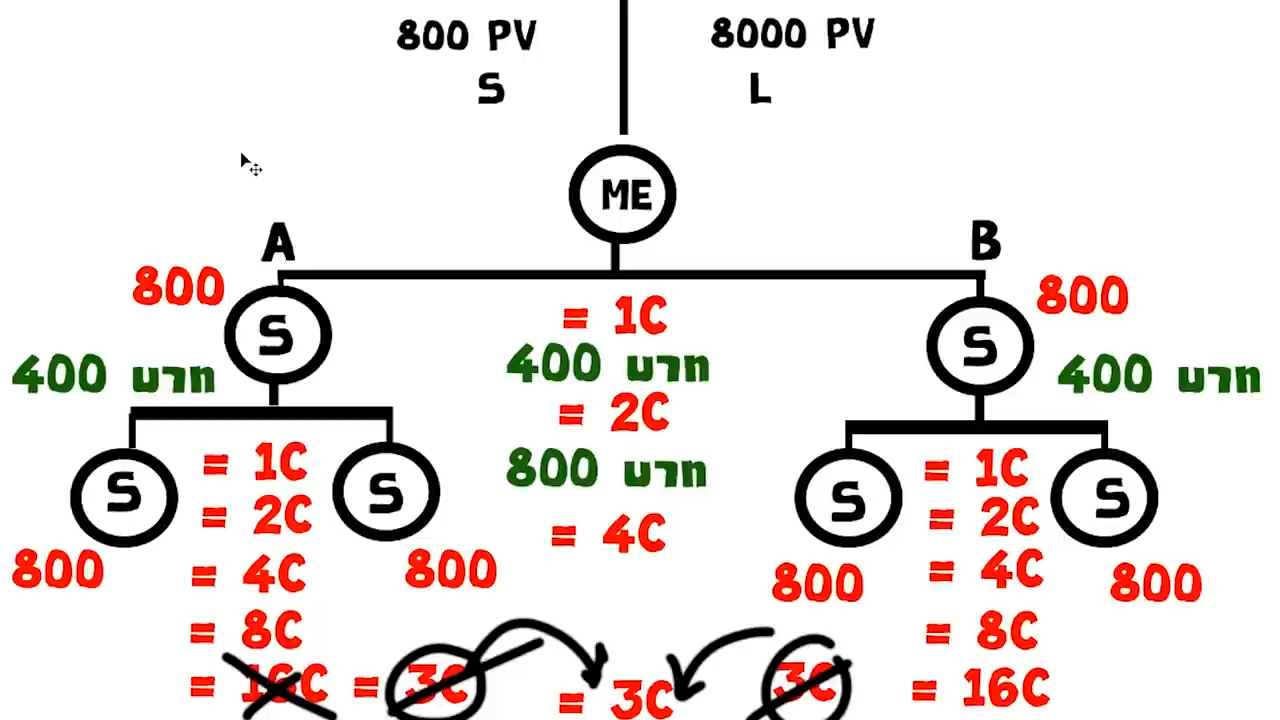 800 PV
8000 PV
S
L
ME
A
B
800
800
S
= 1C
S
400 บาท
400 บาท
400 บาท
= 2C
S
= 1C
S
800 บาท
S
= 1C
S
= 2C
= 2C
800
= 4C
800
= 4C
800
= 4C
800
= 8C
= 8C
= 16C = 3C
= 3C
3C
= 16C